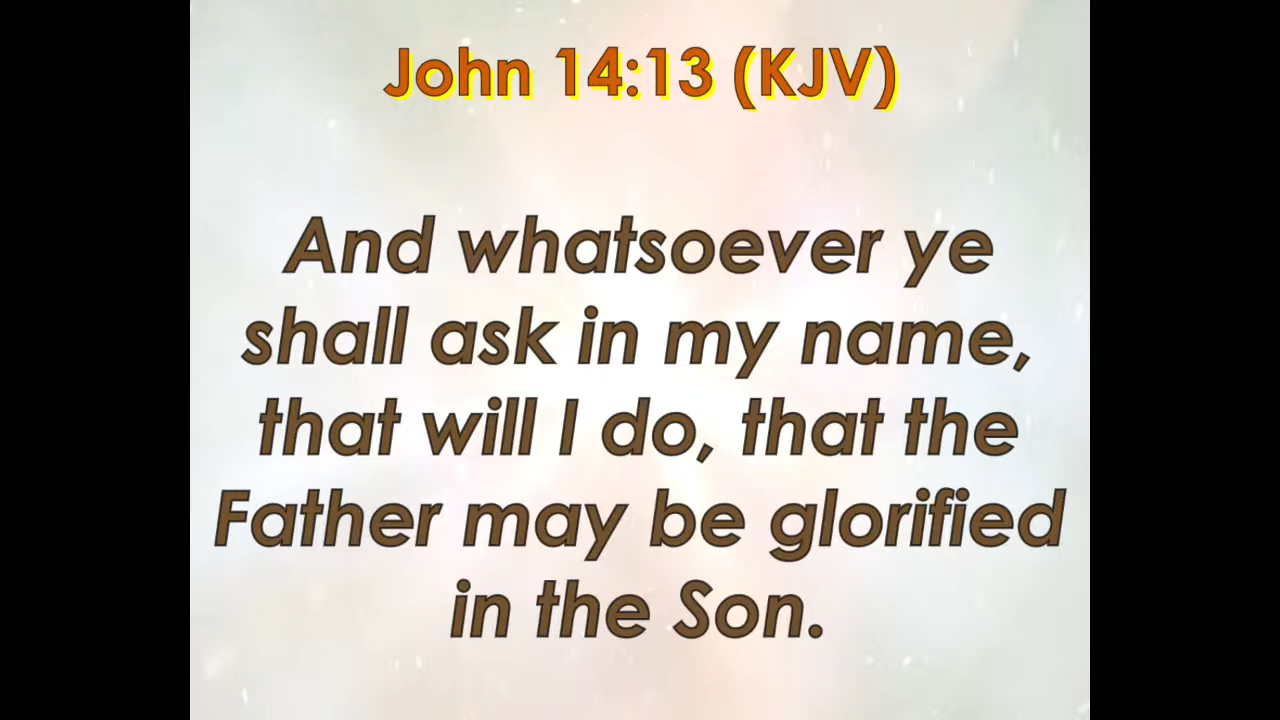 John 14:13 (KJV)
And whatsoever ye
shall ask in my name,
that will I do, that the
Father may be glorified
in the Son.